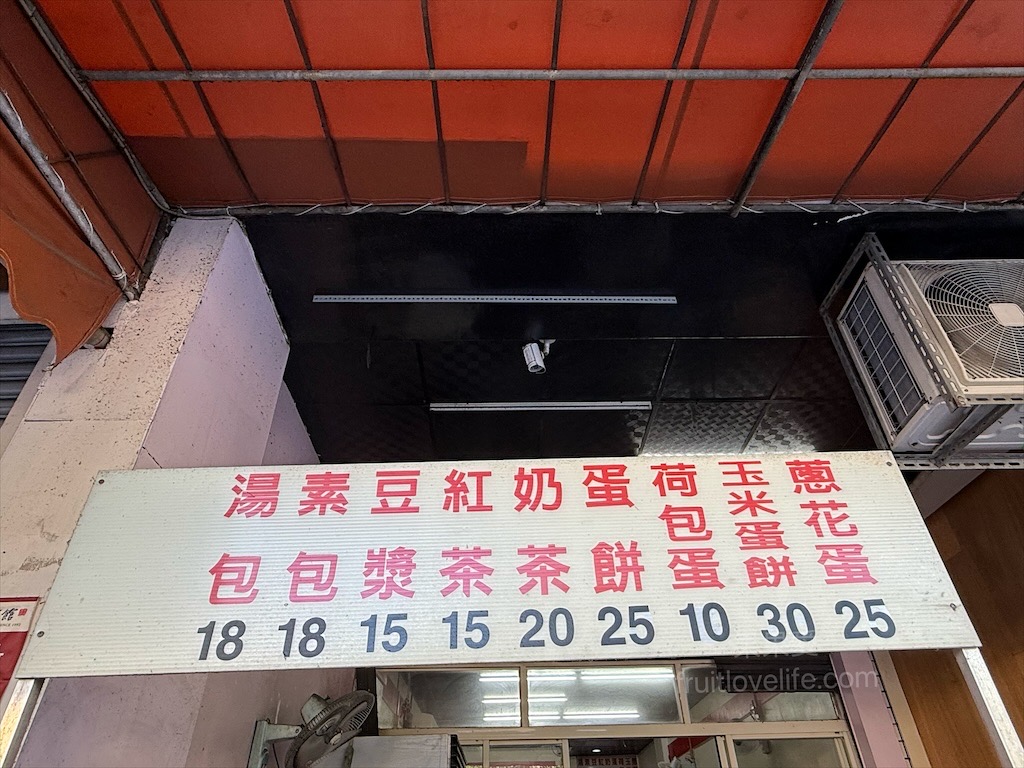 湯包 18
素包 18
豆漿 15
紅茶 15
奶茶 20
蛋餅 25
荷包蛋 10
玉米蛋餅 30
蔥花蛋 25
fruitlovelife.com
館